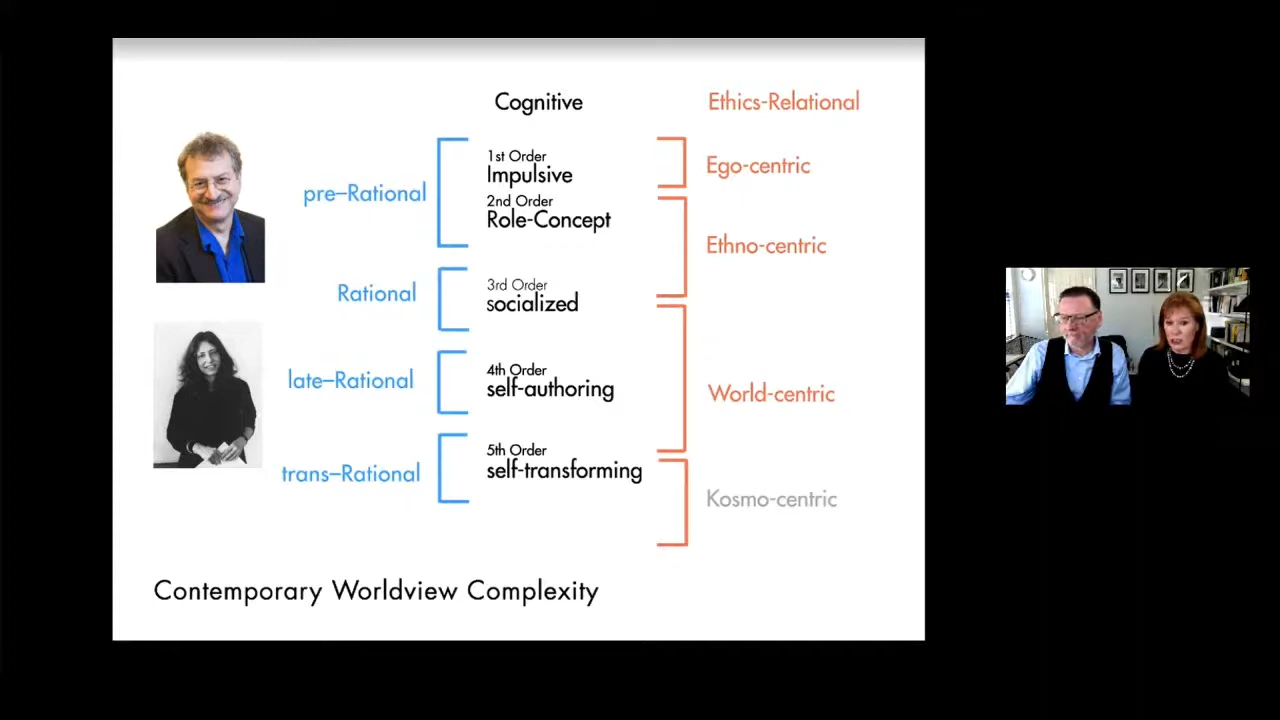 Cognitive
Ethics-Relational
pre–Rational
1st Order
Impulsive
2nd Order
Role-Concept
Ego-centric
Ethno-centric
Rational
3rd Order
socialized
late–Rational
4th Order
self-authoring
World-centric
trans–Rational
5th Order
self-transforming
Kosmo-centric
Contemporary Worldview Complexity